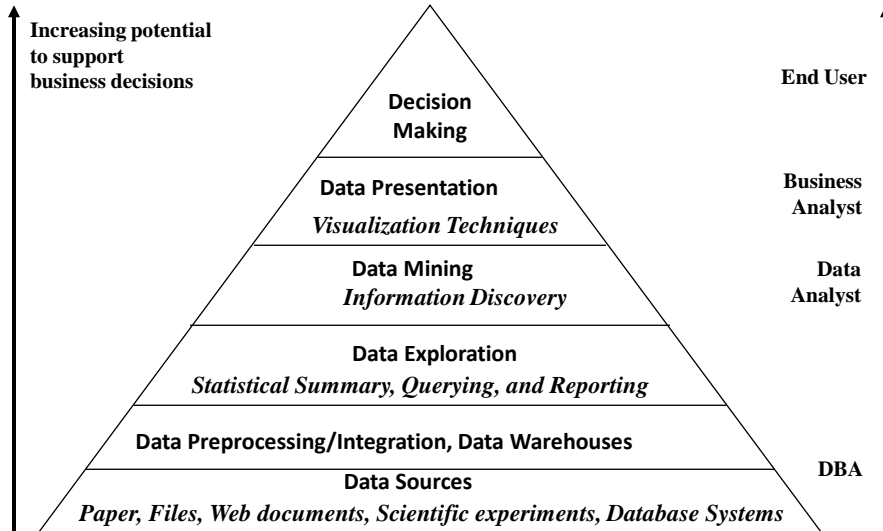 Increasing potential
to support
business decisions
End User
Decision
Making
Data Presentation
Business
Analyst
Visualization Techniques
Data Mining
Data
Analyst
Information Discovery
Data Exploration
Statistical Summary, Querying, and Reporting
Data Preprocessing/Integration, Data Warehouses
DBA
Data Sources
Paper, Files, Web documents, Scientific experiments, Database Systems